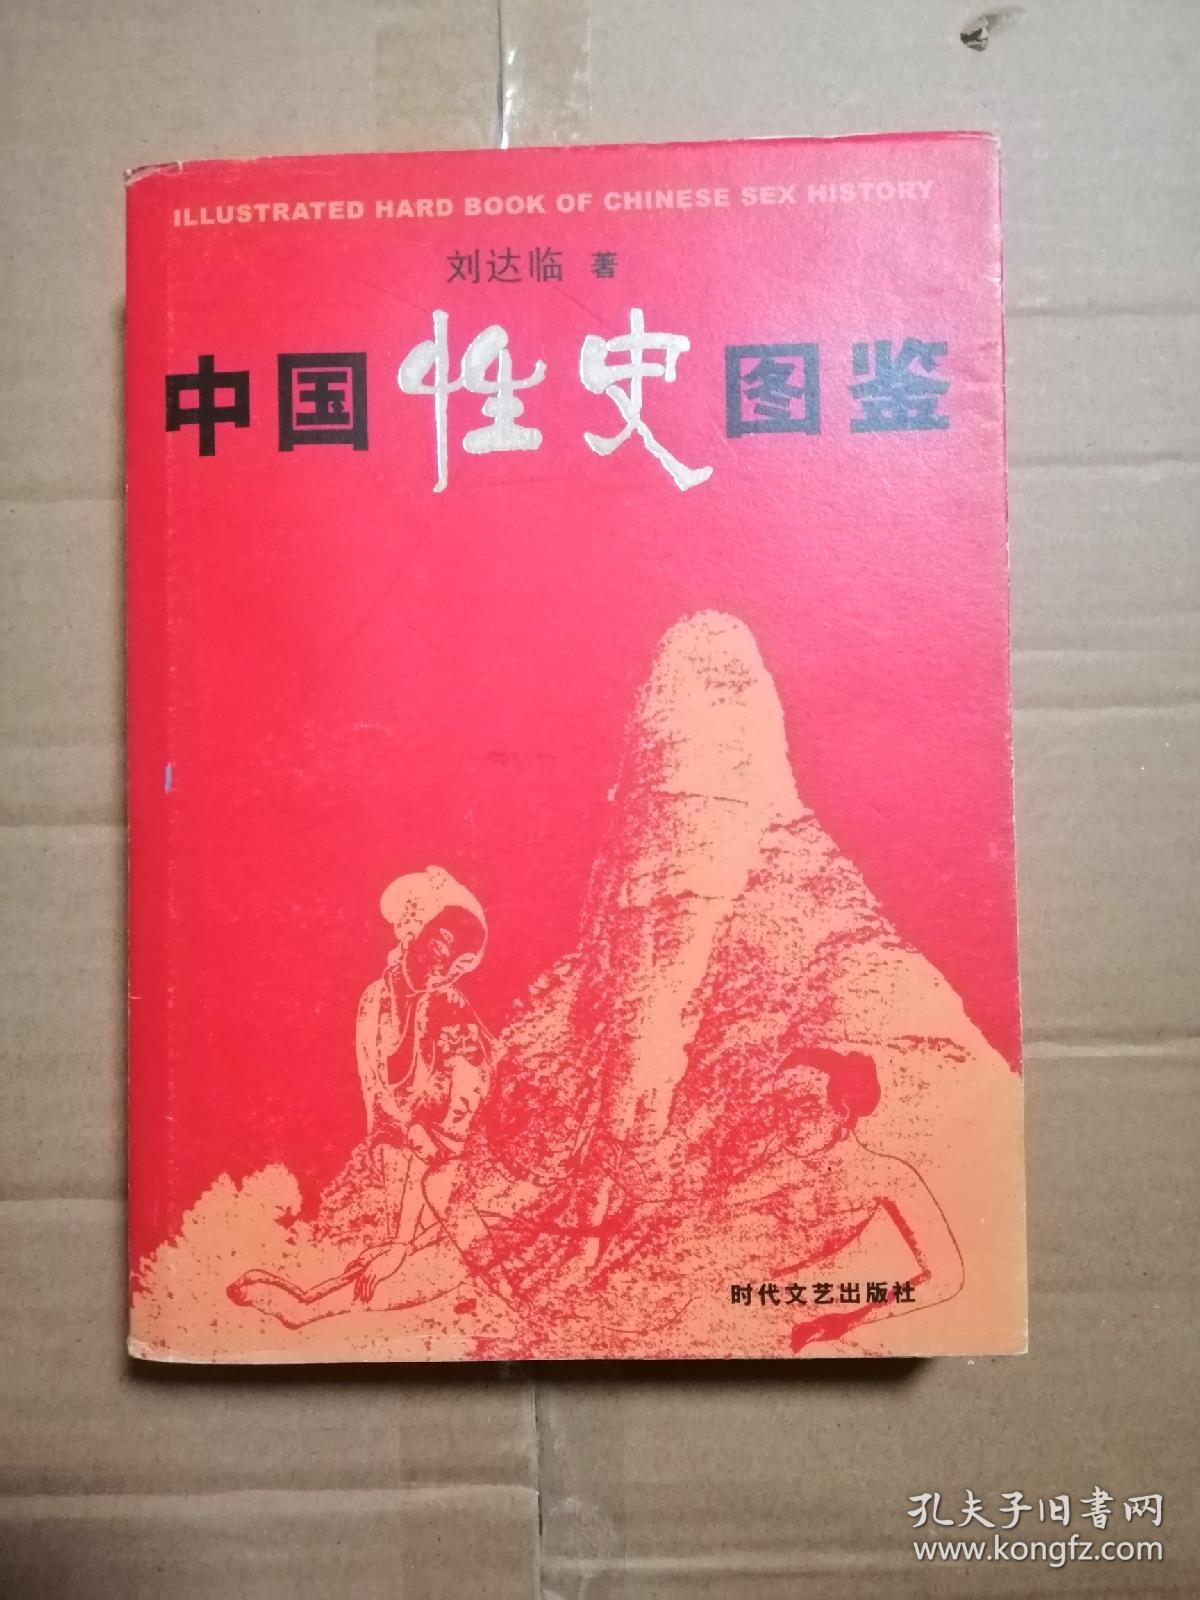 ILLUSTRATED HARD BOOK OF CHINESE SEX HISTORY
刘达临 著
中国性史图鉴
时代文艺出版社
孔夫子旧书网
www.kongfz.com